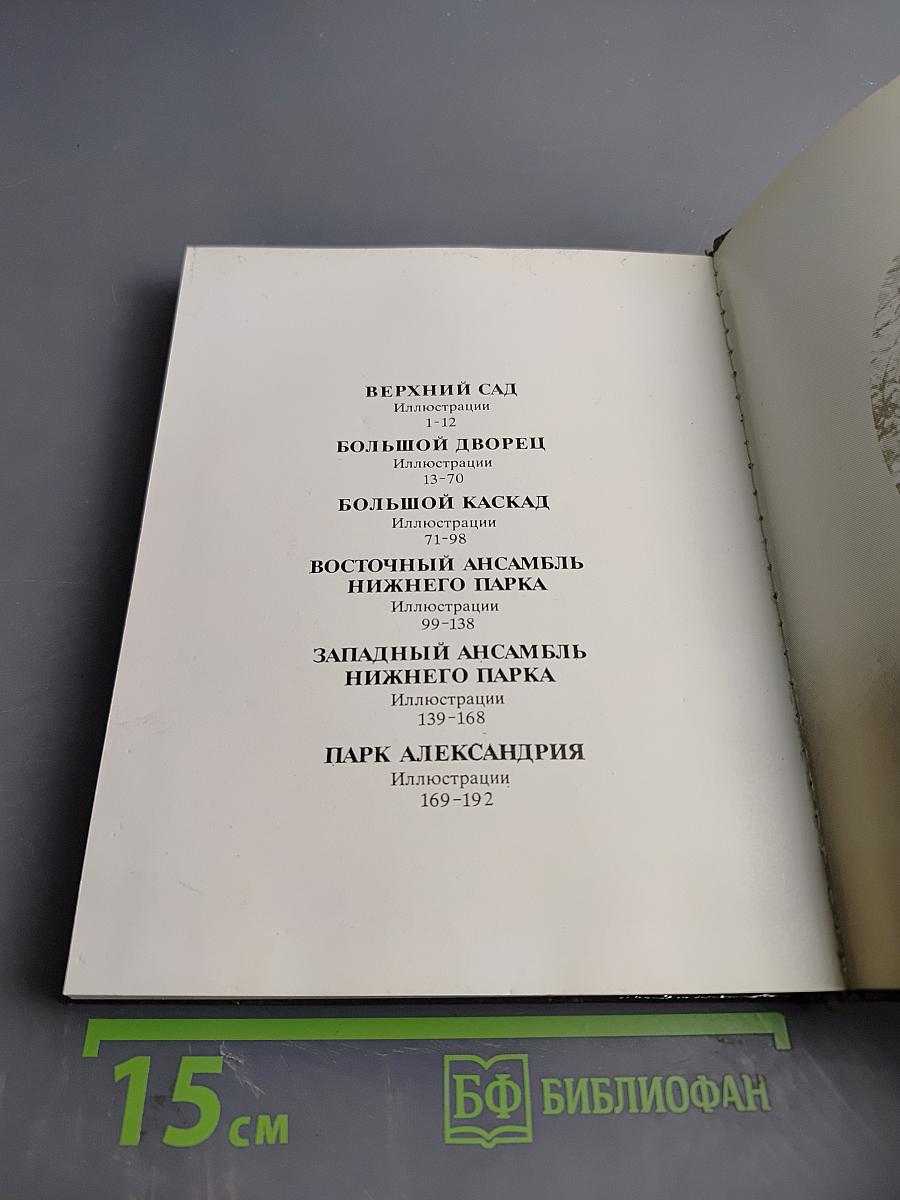 ВЕРХНИЙ САД
Иллюстрации
1-12
БОЛЬШОЙ ДВОРЕЦ
Иллюстрации
13-70
БОЛЬШОЙ КАСКАД
Иллюстрации
71-98
ВОСТОЧНЫЙ АНСАМБЛЬ
НИЖНЕГО ПАРКА
Иллюстрации
99-138
ЗАПАДНЫЙ АНСАМБЛЬ
НИЖНЕГО ПАРКА
Иллюстрации
139-168
ПАРК АЛЕКСАНДРИЯ
Иллюстрации
169-192
15 см
БФ БИБЛИОФАН